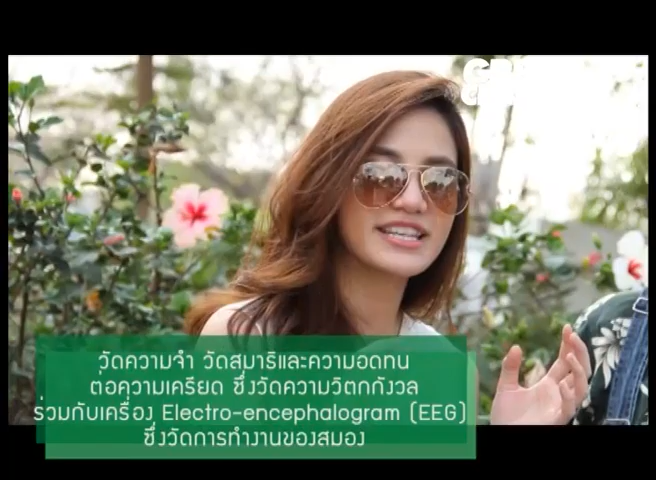 วัดความจำ วัดสมาธิและความอดทน
ต่อความเครียด ซึ่งวัดความวิตกกังวล
ร่วมกับเครื่อง Electro-encephalogram (EEG)
ซึ่งวัดการทำงานของสมอง